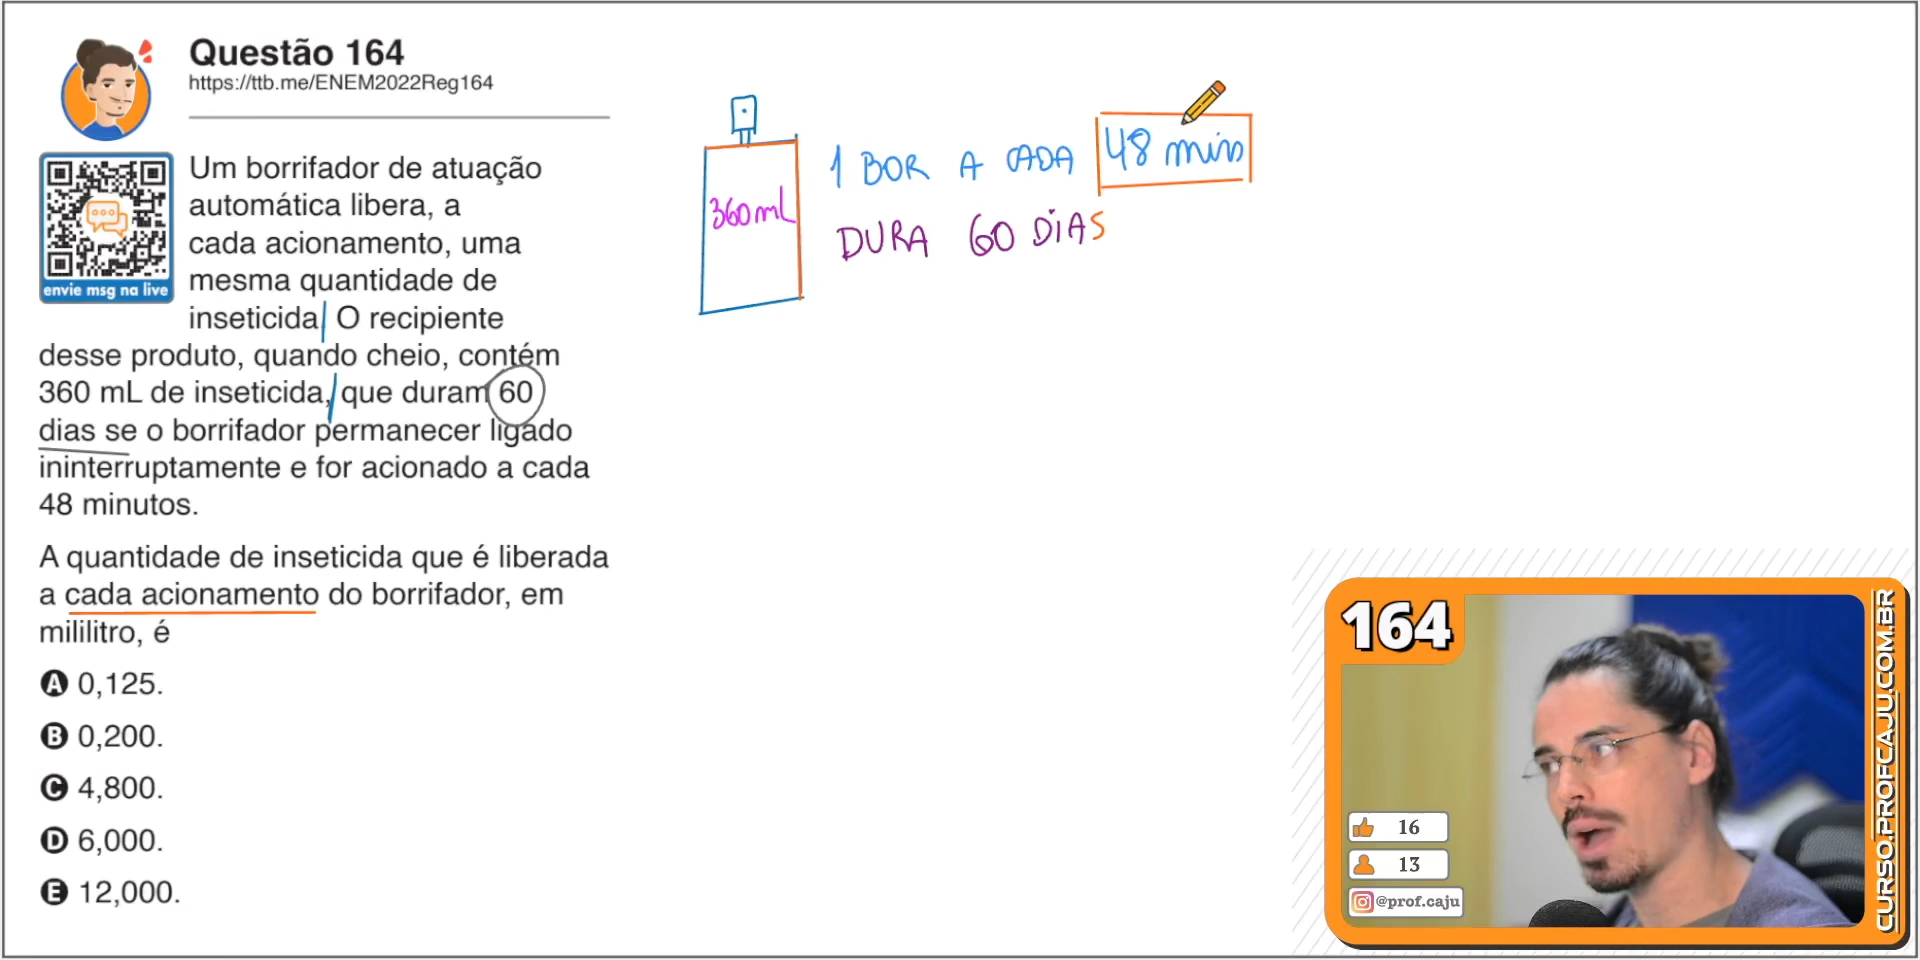 Questão 164
https://ttb.me/ENEM2022Reg164
envie msg na live
Um borrifador de atuação
automática libera, a
cada acionamento, uma
mesma quantidade de
inseticida. O recipiente
desse produto, quando cheio, contém
360 mL de inseticida, que duram 60
dias se o borrifador permanecer ligado
ininterruptamente e for acionado a cada
48 minutos.
A quantidade de inseticida que é liberada
a cada acionamento do borrifador, em
mililitro, é
A 0,125.
B 0,200.
C 4,800.
D 6,000.
E 12,000.
360 mL
1 BOR A CADA 48 mins
DURA 60 DiAS
164
16
13
@prof.caju
CURSO.PROFCAJU.COM.BR